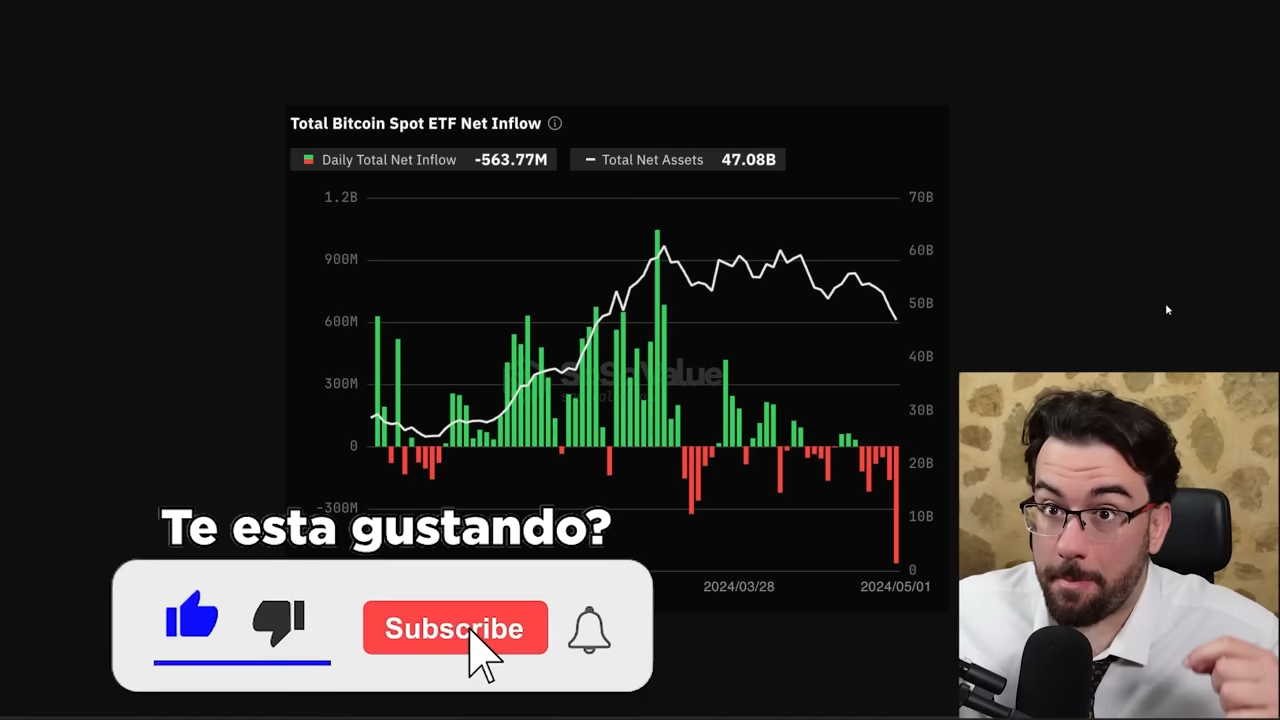 Total Bitcoin Spot ETF Net Inflow
Daily Total Net Inflow -563.77M Total Net Assets 47.08B
1.2B 70B
60B
900M
50B
600M
40B
SoSoValue
300M
30B
0
20B
-300M
10B
Te esta gustando?
0
2024/03/28 2024/05/01
Subscribe